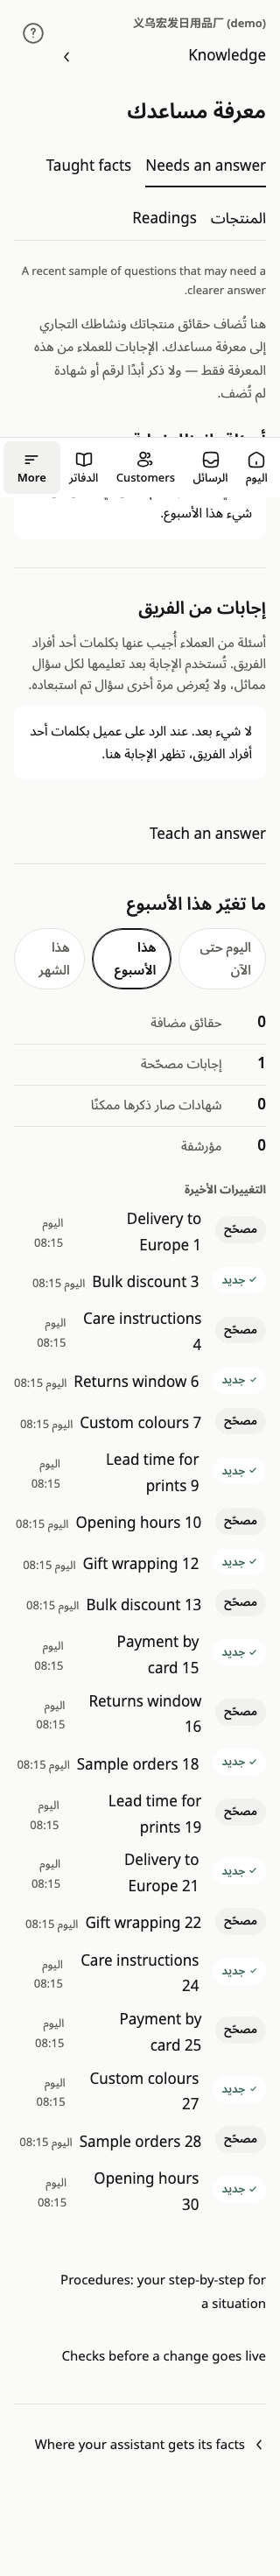 义乌宏发日用品厂 (demo)
Knowledge
معرفة مساعدك
Needs an answer
Taught facts
المنتجات
Readings
A recent sample of questions that may need a
clearer answer.
هنا تُضاف حقائق منتجاتك ونشاطك التجاري
إلى معرفة مساعدك. الإجابات للعملاء من هذه
المعرفة فقط — ولا ذكر أبدًا لرقم أو شهادة
لم تُضف.
اليوم
الرسائل
Customers
الدفاتر
More
شيء هذا الأسبوع.
إجابات من الفريق
أسئلة من العملاء أُجيب عنها بكلمات أحد أفراد
الفريق. تُستخدم الإجابة بعد تعليمها لكل سؤال
مماثل، ولا يُعرض مرة أخرى سؤال تم استبعاده.
لا شيء بعد. عند الرد على عميل بكلمات أحد
أفراد الفريق، تظهر الإجابة هنا.
Teach an answer
ما تغيّر هذا الأسبوع
اليوم حتى
الآن
هذا
الأسبوع
هذا
الشهر
0 حقائق مضافة
1 إجابات مصحّحة
0 شهادات صار ذكرها ممكنًا
0 مؤرشفة
التغييرات الأخيرة
مصحّح
Delivery to
Europe 1
اليوم
08:15
جديد
Bulk discount 3
اليوم 08:15
مصحّح
Care instructions
4
اليوم
08:15
جديد
Returns window 6
اليوم 08:15
مصحّح
Custom colours 7
اليوم 08:15
جديد
Lead time for
prints 9
اليوم
08:15
مصحّح
Opening hours 10
اليوم 08:15
جديد
Gift wrapping 12
اليوم 08:15
مصحّح
Bulk discount 13
اليوم 08:15
جديد
Payment by
card 15
اليوم
08:15
مصحّح
Returns window
16
اليوم
08:15
جديد
Sample orders 18
اليوم 08:15
مصحّح
Lead time for
prints 19
اليوم
08:15
جديد
Delivery to
Europe 21
اليوم
08:15
مصحّح
Gift wrapping 22
اليوم 08:15
جديد
Care instructions
24
اليوم
08:15
مصحّح
Payment by
card 25
اليوم
08:15
جديد
Custom colours
27
اليوم
08:15
مصحّح
Sample orders 28
اليوم 08:15
جديد
Opening hours
30
اليوم
08:15
Procedures: your step-by-step for
a situation
Checks before a change goes live
Where your assistant gets its facts